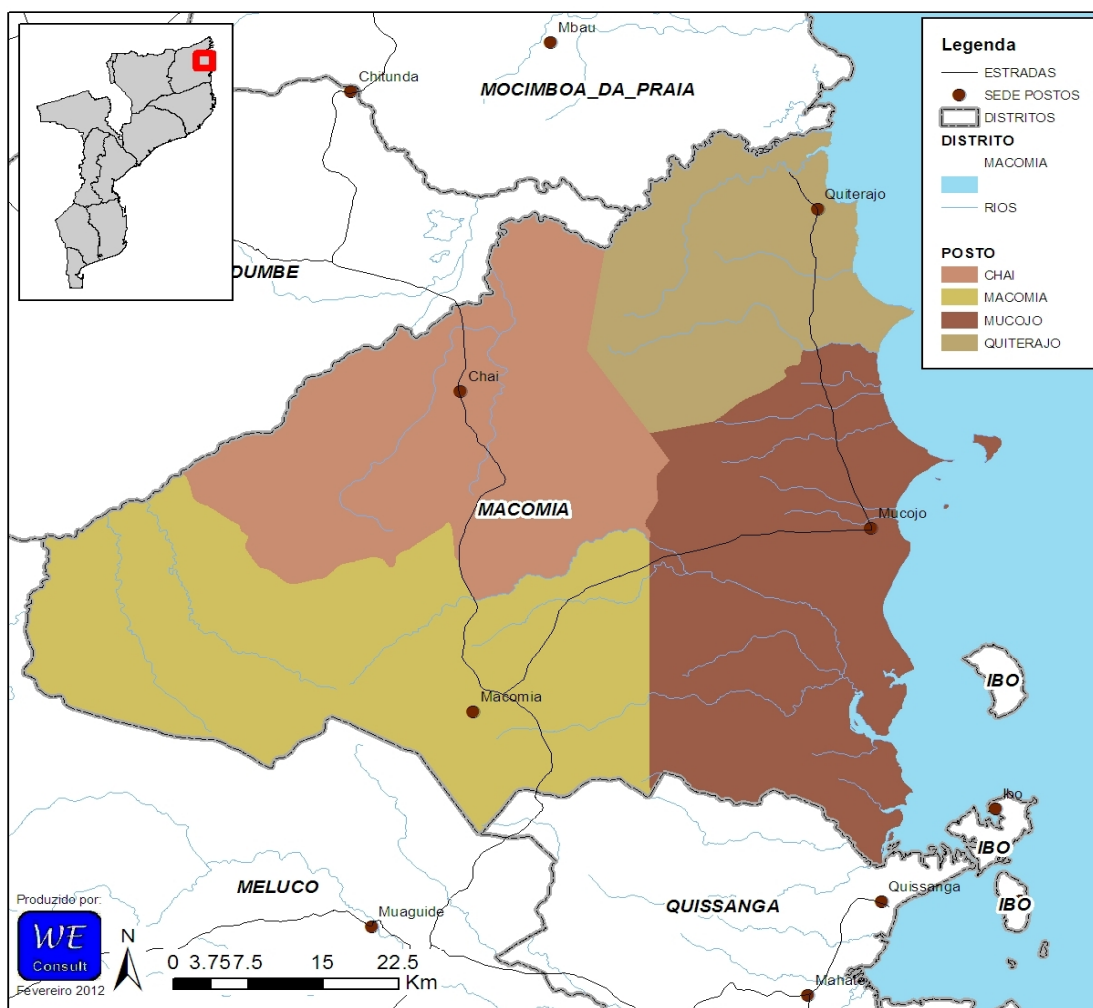 Mbau
Chitunda
MOCIMBOA_DA_PRAIA
Quiterajo
DUMBE
Chai
MACOMIA
Mucojo
Macomia
IBO
Ibo
IBO
IBO
MELUCO
Muaguide
QUISSANGA
Quissanga
Mahate
Legenda
ESTRADAS
SEDE POSTOS
DISTRITOS
DISTRITO
MACOMIA
RIOS
POSTO
CHAI
MACOMIA
MUCOJO
QUITERAJO
Produzido por:
WE
Consult
Fevereiro 2012
N
0 3.75 7.5 15 22.5
Km